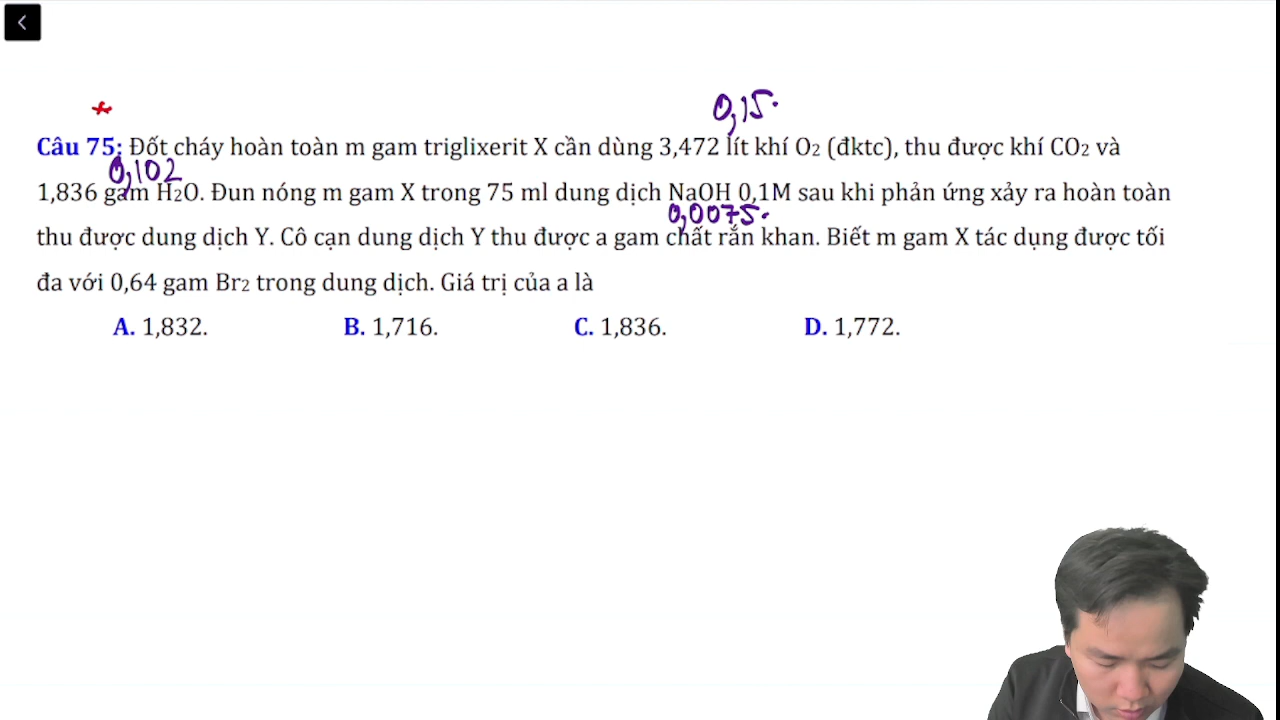 0,15.
Câu 75: Đốt cháy hoàn toàn m gam triglixerit X cần dùng 3,472 lít khí O2 (đktc), thu được khí CO2 và
0,102
1,836 gam H2O. Đun nóng m gam X trong 75 ml dung dịch NaOH 0,1M sau khi phản ứng xảy ra hoàn toàn
0,0075.
thu được dung dịch Y. Cô cạn dung dịch Y thu được a gam chất rắn khan. Biết m gam X tác dụng được tối
đa với 0,64 gam Br2 trong dung dịch. Giá trị của a là
A. 1,832. B. 1,716. C. 1,836. D. 1,772.